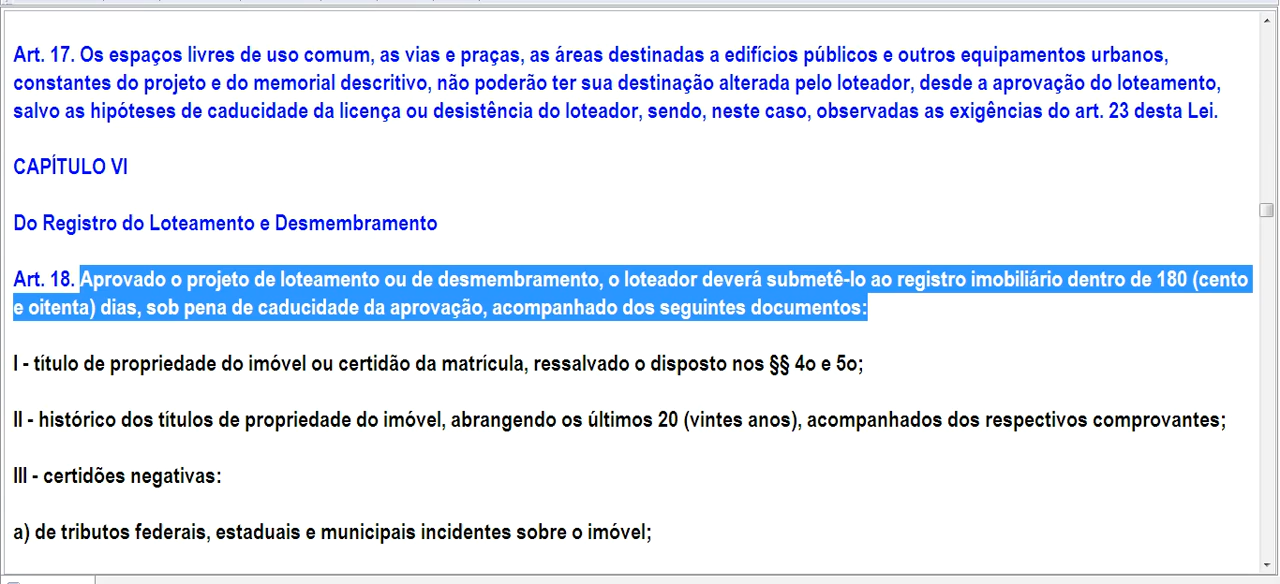 Art. 17. Os espaços livres de uso comum, as vias e praças, as áreas destinadas a edifícios públicos e outros equipamentos urbanos,
constantes do projeto e do memorial descritivo, não poderão ter sua destinação alterada pelo loteador, desde a aprovação do loteamento,
salvo as hipóteses de caducidade da licença ou desistência do loteador, sendo, neste caso, observadas as exigências do art. 23 desta Lei.
CAPÍTULO VI
Do Registro do Loteamento e Desmembramento
Art. 18. Aprovado o projeto de loteamento ou de desmembramento, o loteador deverá submetê-lo ao registro imobiliário dentro de 180 (cento
e oitenta) dias, sob pena de caducidade da aprovação, acompanhado dos seguintes documentos:
I - título de propriedade do imóvel ou certidão da matrícula, ressalvado o disposto nos §§ 4o e 5o;
II - histórico dos títulos de propriedade do imóvel, abrangendo os últimos 20 (vintes anos), acompanhados dos respectivos comprovantes;
III - certidões negativas:
a) de tributos federais, estaduais e municipais incidentes sobre o imóvel;